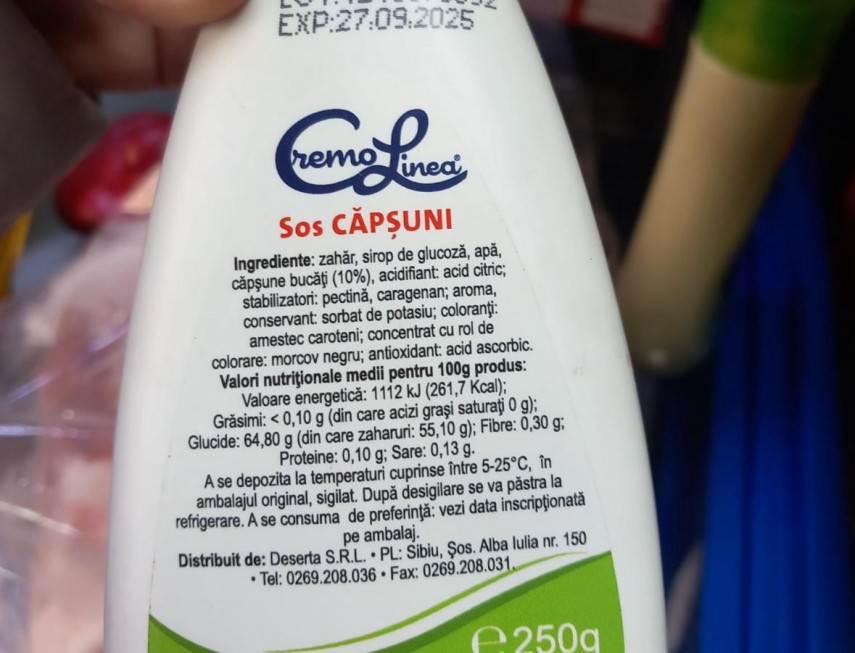 EXP:27.09.2025
Cremo Linea®
Sos CĂPȘUNI
Ingrediente: zahăr, sirop de glucoză, apă,
căpșune bucăți (10%), acidifiant: acid citric;
stabilizatori: pectină, caragenan; aroma,
conservant: sorbat de potasiu; coloranți:
amestec caroteni; concentrat cu rol de
colorare: morcov negru; antioxidant: acid ascorbic.
Valori nutriționale medii pentru 100g produs:
Valoare energetică: 1112 kJ (261,7 Kcal);
Grăsimi: < 0,10 g (din care acizi grași saturați 0 g);
Glucide: 64,80 g (din care zaharuri: 55,10 g); Fibre: 0,30 g;
Proteine: 0,10 g; Sare: 0,13 g.
A se depozita la temperaturi cuprinse între 5-25°C, în
ambalajul original, sigilat. După desigilare se va păstra la
refrigerare. A se consuma de preferință: vezi data inscripționată
pe ambalaj.
Distribuit de: Deserta S.R.L. • PL: Sibiu, Șos. Alba Iulia nr. 150
• Tel: 0269.208.036 • Fax: 0269.208.031.
℮ 250g